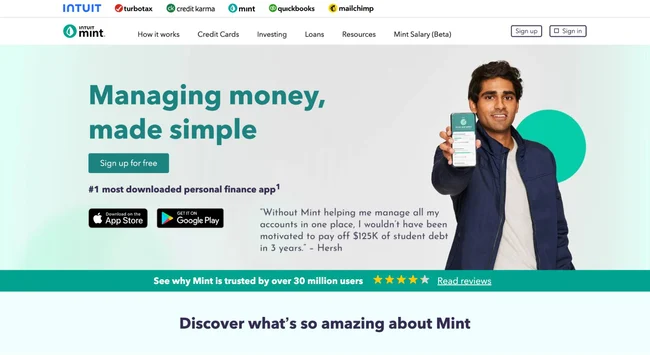 INTUIT turbotax credit karma mint quickbooks mailchimp
INTUIT
mint
How it works Credit Cards Investing Loans Resources Mint Salary (Beta) Sign up Sign in
Managing money,
made simple
Sign up for free
#1 most downloaded personal finance app1
Download on the
App Store
GET IT ON
Google Play
"Without Mint helping me manage all my
accounts in one place, I wouldn't have been
motivated to pay off $125K of student debt
in 3 years." – Hersh
See why Mint is trusted by over 30 million users Read reviews
Discover what's so amazing about Mint